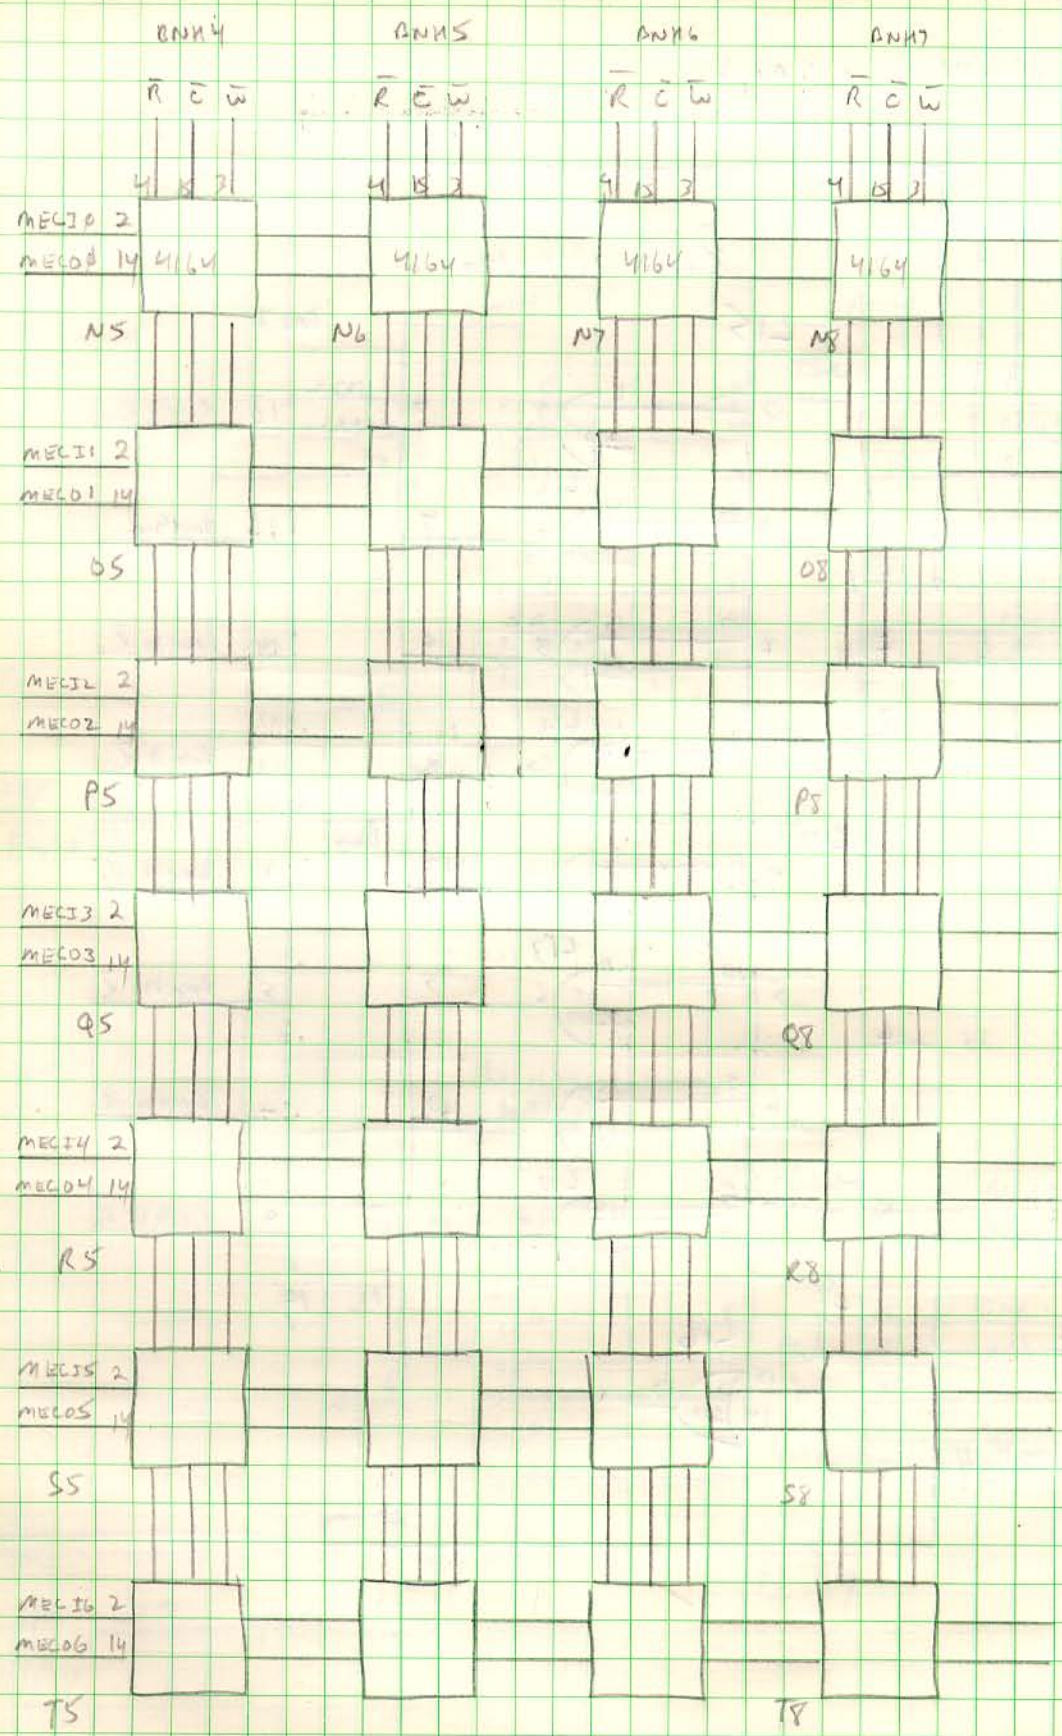 BNH4 BNH5 BNH6 BNH7
R̅ C̅ W̅ R̅ C̅ W̅ R̅ C̅ W̅ R̅ C̅ W̅
4 15 3 4 15 3 4 15 3 4 15 3
MECI0 2
MECO0 14 4164 4164 4164 4164
N5 N6 N7 N8
MECI1 2
MECO1 14
O5 O8
MECI2 2
MECO2 14
P5 P8
MECI3 2
MECO3 14
Q5 Q8
MECI4 2
MECO4 14
R5 R8
MECI5 2
MECO5 14
S5 S8
MECI6 2
MECO6 14
T5 T8